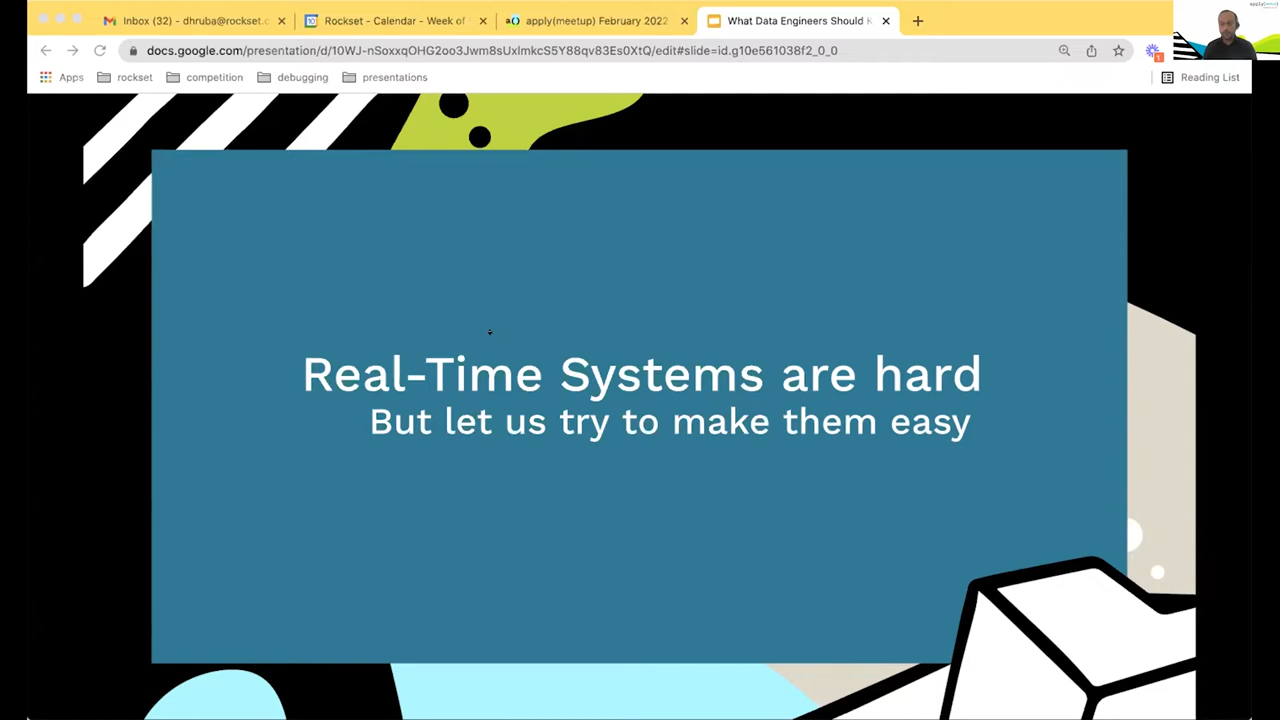 Inbox (32) - dhruba@rockset.c
Rockset - Calendar - Week of
apply(meetup) February 2022
What Data Engineers Should K
docs.google.com/presentation/d/10WJ-nSoxxqOHG2oo3Jwm8sUxlmkcS5Y88qv83Es0XtQ/edit#slide=id.g10e561038f2_0_0
Apps
rockset
competition
debugging
presentations
Reading List
Real-Time Systems are hard
But let us try to make them easy